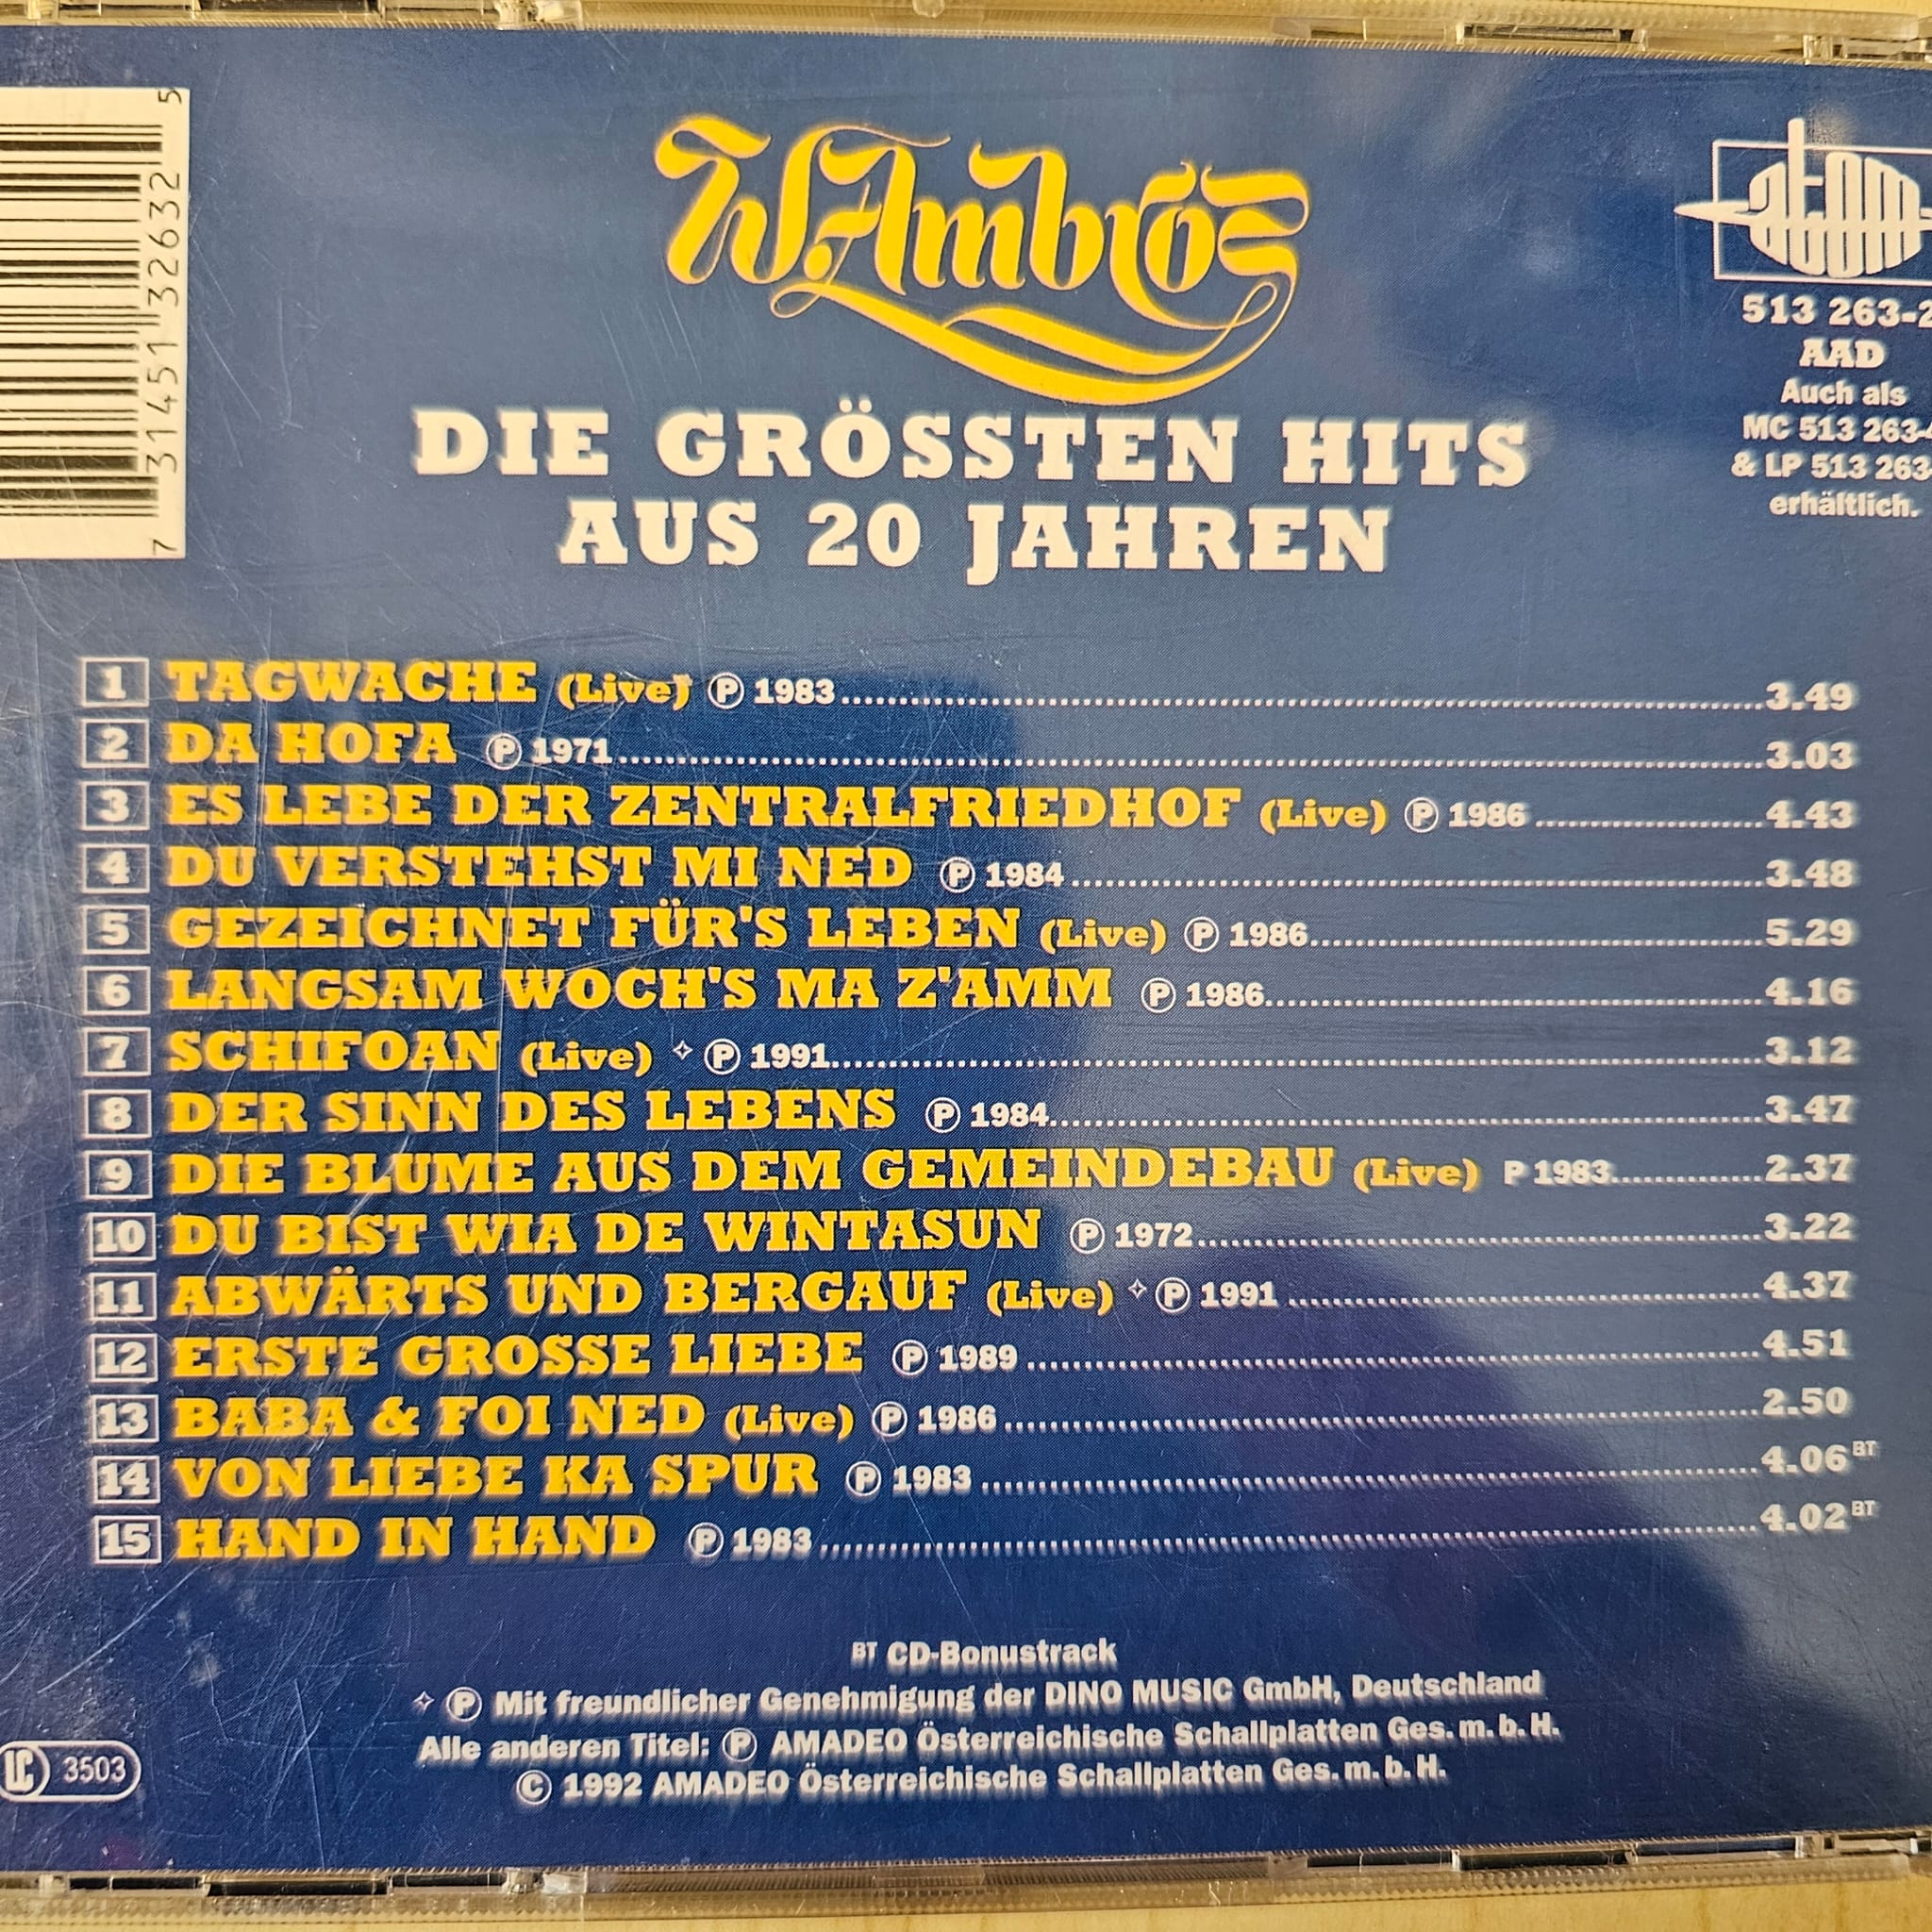 7 31451 32632 5
W. Ambros
atom
513 263-2
AAD
Auch als
MC 513 263-4
& LP 513 263-
erhältlich.
DIE GRÖSSTEN HITS
AUS 20 JAHREN
1 TAGWACHE (Live) Ⓟ 1983 3.49
2 DA HOFA Ⓟ 1971 3.03
3 ES LEBE DER ZENTRALFRIEDHOF (Live) Ⓟ 1986 4.43
4 DU VERSTEHST MI NED Ⓟ 1984 3.48
5 GEZEICHNET FÜR'S LEBEN (Live) Ⓟ 1986 5.29
6 LANGSAM WOCH'S MA Z'AMM Ⓟ 1986 4.16
7 SCHIFOAN (Live) ✧ Ⓟ 1991 3.12
8 DER SINN DES LEBENS Ⓟ 1984 3.47
9 DIE BLUME AUS DEM GEMEINDEBAU (Live) P 1983 2.37
10 DU BIST WIA DE WINTASUN Ⓟ 1972 3.22
11 ABWÄRTS UND BERGAUF (Live) ✧ Ⓟ 1991 4.37
12 ERSTE GROSSE LIEBE Ⓟ 1989 4.51
13 BABA & FOI NED (Live) Ⓟ 1986 2.50
14 VON LIEBE KA SPUR Ⓟ 1983 4.06 BT
15 HAND IN HAND Ⓟ 1983 4.02 BT
BT CD-Bonustrack
✧ Ⓟ Mit freundlicher Genehmigung der DINO MUSIC GmbH, Deutschland
Alle anderen Titel: Ⓟ AMADEO Österreichische Schallplatten Ges. m. b. H.
© 1992 AMADEO Österreichische Schallplatten Ges. m. b. H.
LC 3503